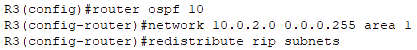 R3(config)#router ospf 10
R3(config-router)#network 10.0.2.0 0.0.0.255 area 1
R3(config-router)#redistribute rip subnets